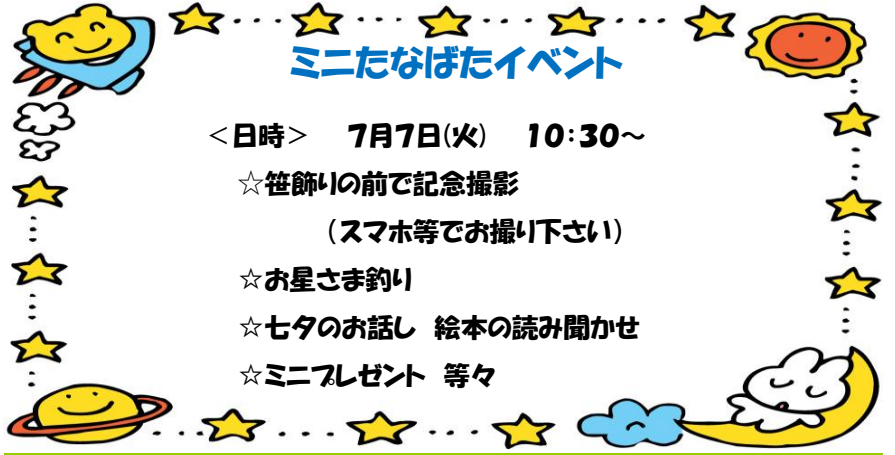 ミニたなばたイベント
＜日時＞　7月7日(火)　10:30～
☆笹飾りの前で記念撮影
（スマホ等でお撮り下さい）
☆お星さま釣り
☆七夕のお話し　絵本の読み聞かせ
☆ミニプレゼント　等々